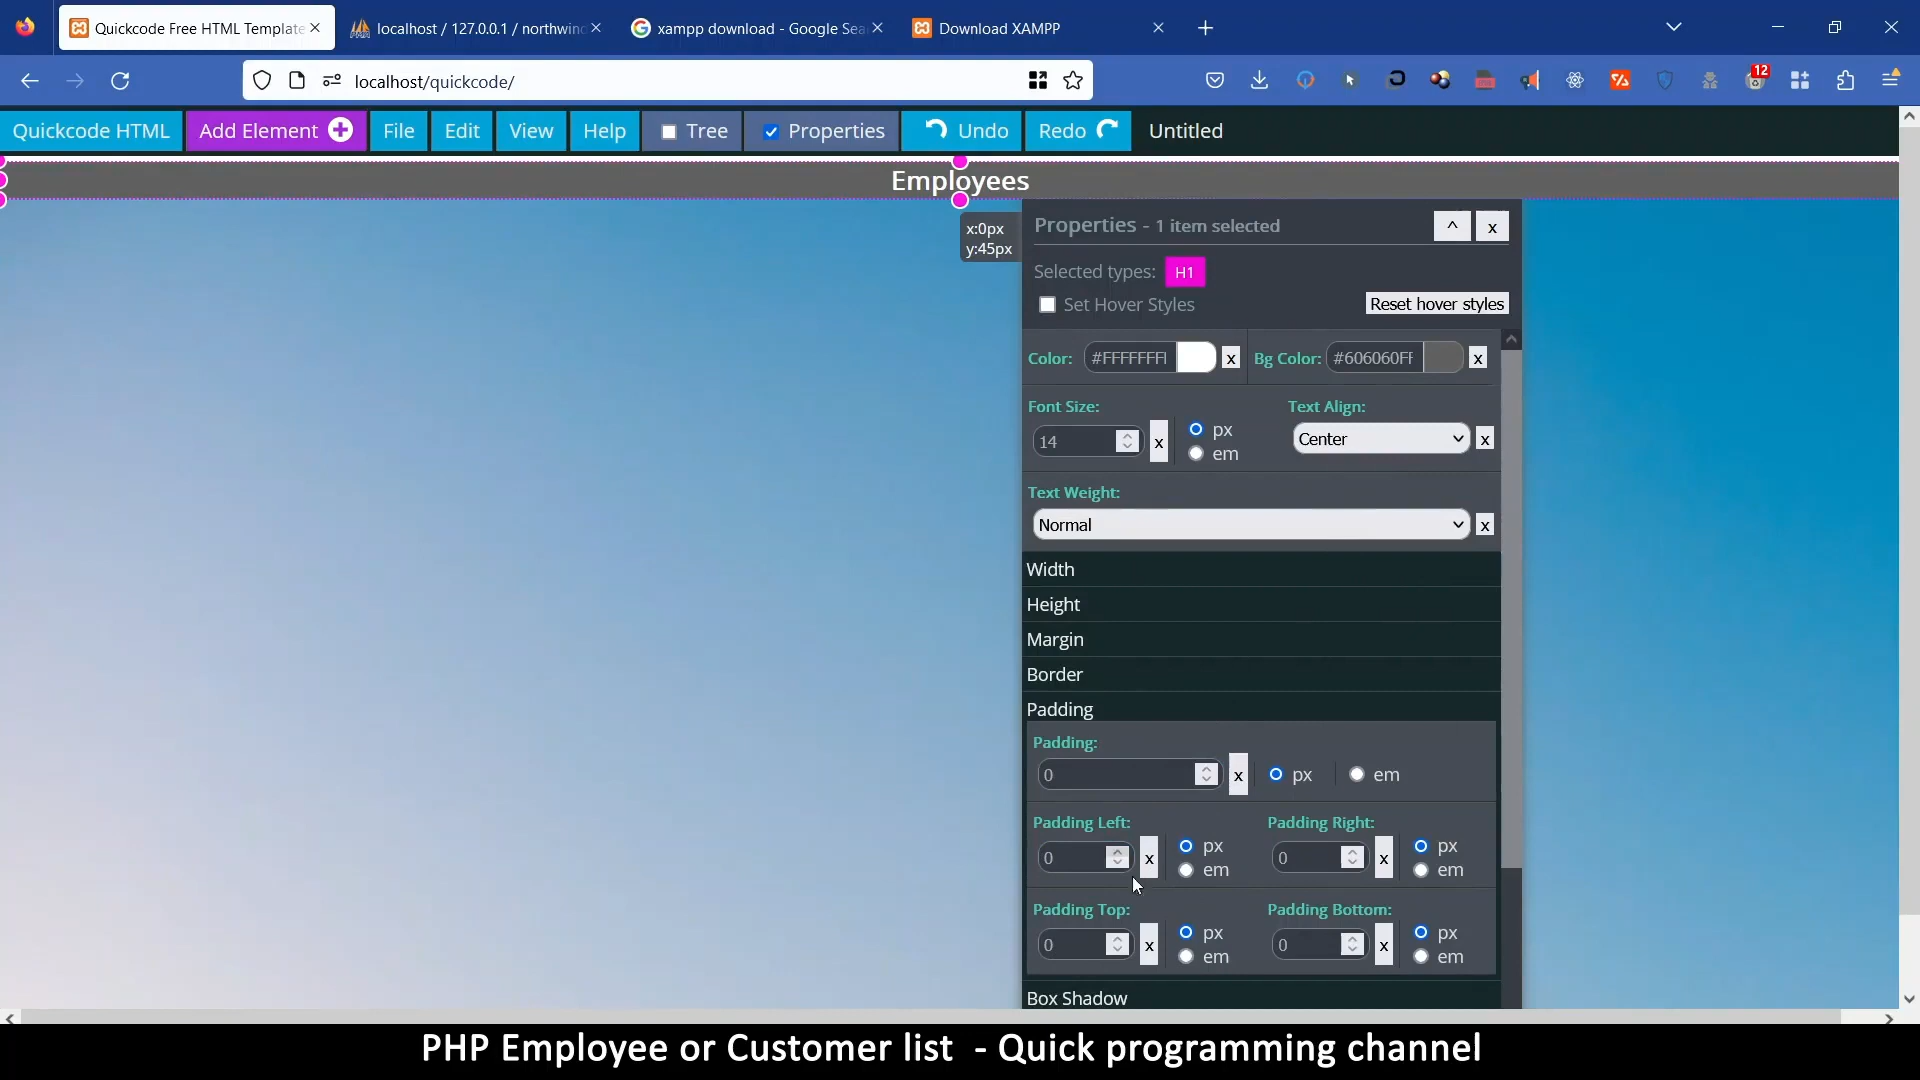 Quickcode Free HTML Template
localhost / 127.0.0.1 / northwin
xampp download - Google Sea
Download XAMPP
localhost/quickcode/
12
Quickcode HTML
Add Element
File
Edit
View
Help
Tree
Properties
Undo
Redo
Untitled
Employees
x:0px
y:45px
Properties - 1 item selected
^
x
Selected types: H1
Set Hover Styles
Reset hover styles
Color: #FFFFFFF x Bg Color: #606060FF x
Font Size: Text Align:
14 x px em Center x
Text Weight:
Normal x
Width
Height
Margin
Border
Padding
Padding:
0 x px em
Padding Left: Padding Right:
0 x px em 0 x px em
Padding Top: Padding Bottom:
0 x px em 0 x px em
Box Shadow
PHP Employee or Customer list - Quick programming channel